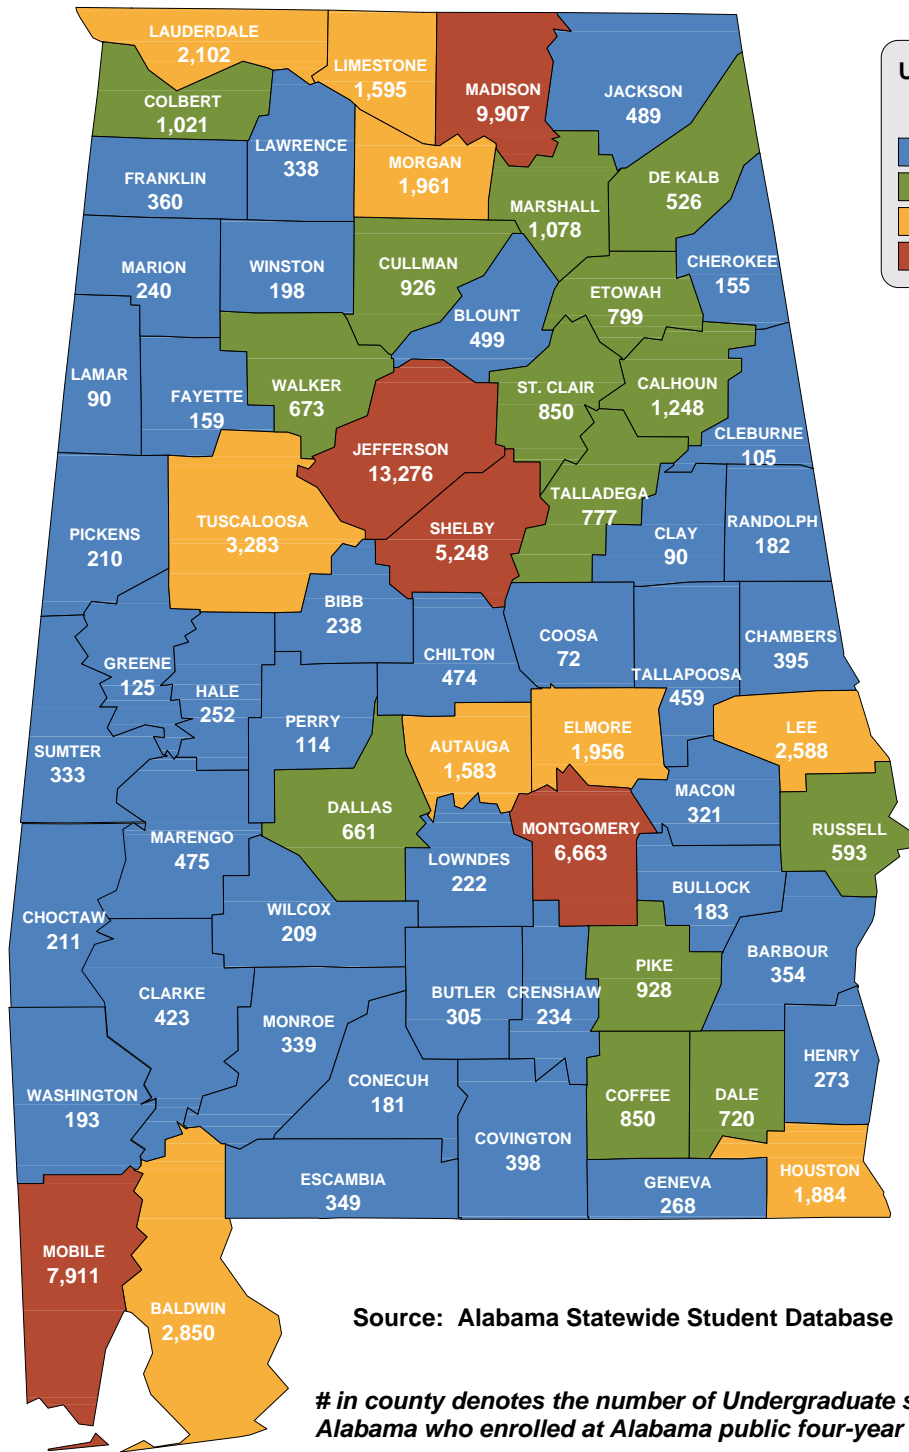 LAUDERDALE
2,102
LIMESTONE
1,595
MADISON
9,907
JACKSON
489
COLBERT
1,021
LAWRENCE
338
MORGAN
1,961
FRANKLIN
360
MARSHALL
1,078
DE KALB
526
MARION
240
WINSTON
198
CULLMAN
926
CHEROKEE
155
ETOWAH
799
BLOUNT
499
LAMAR
90
FAYETTE
159
WALKER
673
ST. CLAIR
850
CALHOUN
1,248
CLEBURNE
105
JEFFERSON
13,276
TALLADEGA
777
PICKENS
210
TUSCALOOSA
3,283
SHELBY
5,248
CLAY
90
RANDOLPH
182
BIBB
238
COOSA
72
CHAMBERS
395
GREENE
125
HALE
252
CHILTON
474
TALLAPOOSA
459
SUMTER
333
PERRY
114
AUTAUGA
1,583
ELMORE
1,956
LEE
2,588
MACON
321
DALLAS
661
MARENGO
475
MONTGOMERY
6,663
RUSSELL
593
LOWNDES
222
BULLOCK
183
CHOCTAW
211
WILCOX
209
BARBOUR
354
PIKE
928
CLARKE
423
MONROE
339
BUTLER
305
CRENSHAW
234
HENRY
273
WASHINGTON
193
CONECUH
181
COFFEE
850
DALE
720
COVINGTON
398
ESCAMBIA
349
GENEVA
268
HOUSTON
1,884
MOBILE
7,911
BALDWIN
2,850
Source: Alabama Statewide Student Database
# in county denotes the number of Undergraduate
Alabama who enrolled at Alabama public four-year